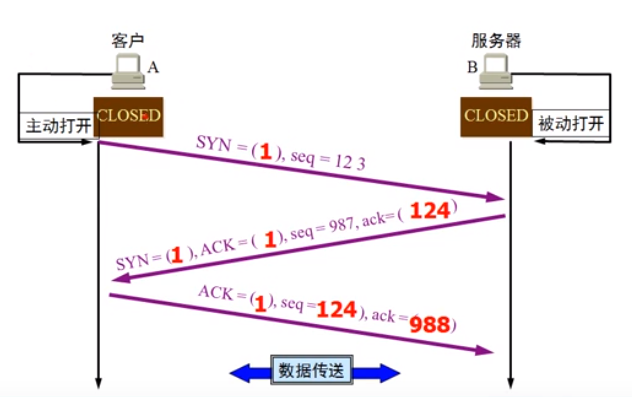 客户
服务器
A
B
CLOSED
CLOSED
主动打开
被动打开
SYN = (1), seq = 12 3
SYN = (1), ACK = ( 1), seq = 987, ack= ( 124)
ACK = (1), seq =124), ack =(988)
数据传送